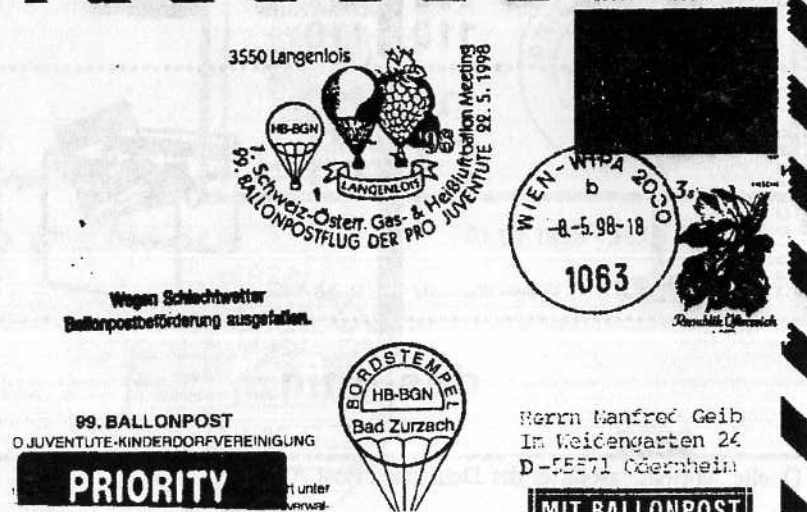 3550 Langenlois
HB-BGN
LANGENLOIS
1. Schweiz-Österr. Gas- & Heißluftballon Meeting
99. BALLONPOSTFLUG DER PRO JUVENTUTE 22. 5. 1998
WIEN - WIPA 2000
b
-8.-5.98-18
1063
Republik Österreich
Wegen Schlechtwetter
Ballonpostbeförderung ausgefallen.
BORDSTEMPEL
HB-BGN
Bad Zurzach
99. BALLONPOST
O JUVENTUTE-KINDERDORFVEREINIGUNG
PRIORITY
unter
Herrn Manfred Geib
Im Weidengarten 24
D-55571 Odernheim
MIT BALLONPOST